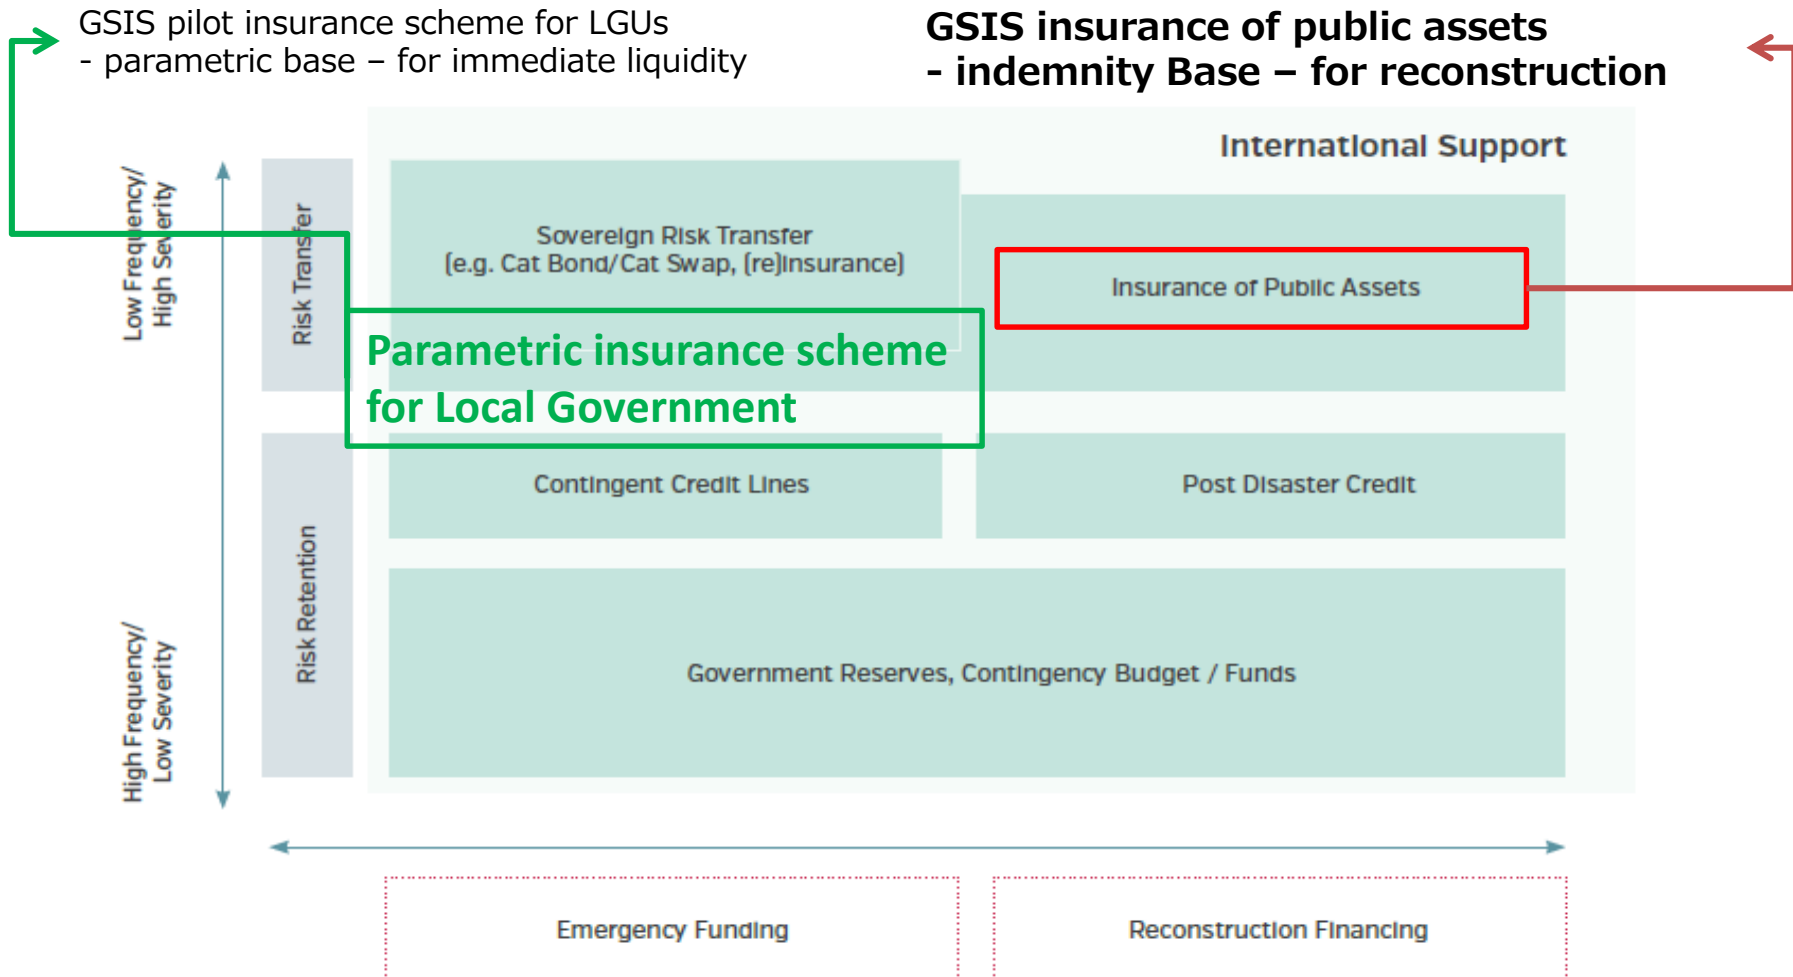 GSIS pilot insurance scheme for LGUs
- parametric base – for immediate liquidity
GSIS insurance of public assets
- indemnity Base – for reconstruction
International Support
Low Frequency/
High Severity
Risk Transfer
Sovereign Risk Transfer
(e.g. Cat Bond/Cat Swap, (re)insurance)
Insurance of Public Assets
Parametric insurance scheme
for Local Government
Contingent Credit Lines
Post Disaster Credit
Risk Retention
High Frequency/
Low Severity
Government Reserves, Contingency Budget / Funds
Emergency Funding
Reconstruction Financing